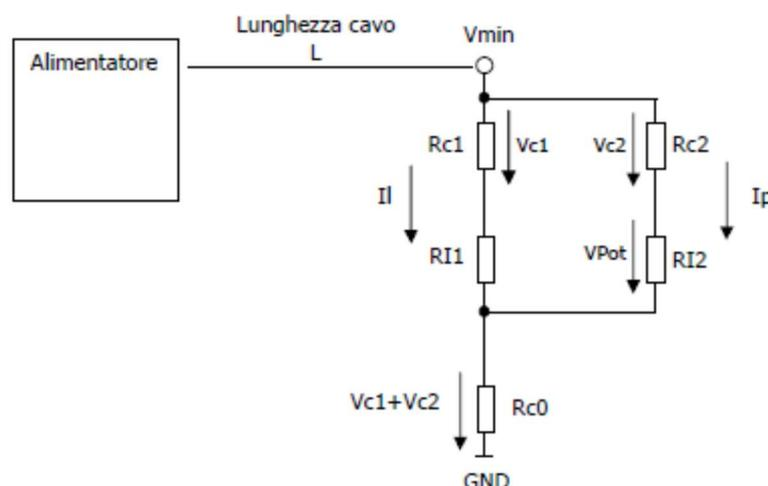 Lunghezza cavo
L
Alimentatore
Vmin
Rc1
Vc1
Vc2
Rc2
Il
Ip
RI1
VPot
RI2
Vc1+Vc2
Rc0
GND